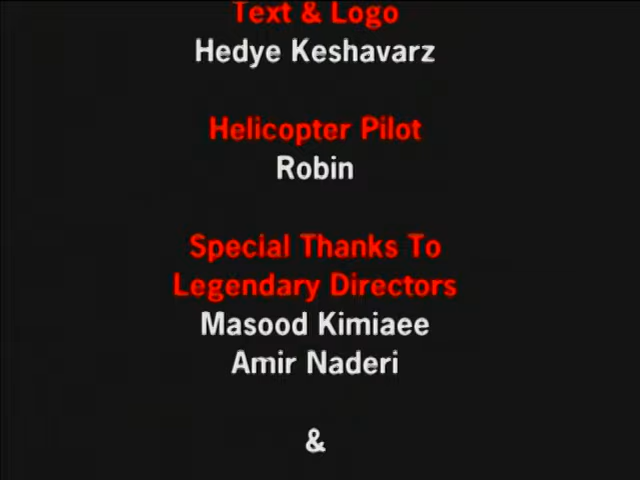 Text & Logo
Hedye Keshavarz
Helicopter Pilot
Robin
Special Thanks To
Legendary Directors
Masood Kimiaee
Amir Naderi
&